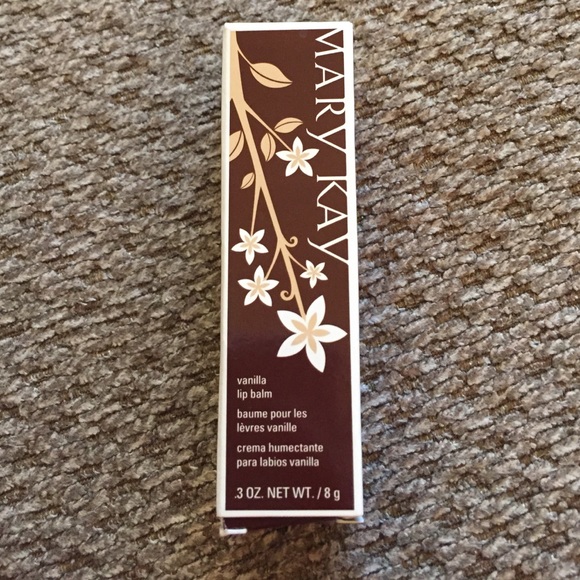 MARY KAY
vanilla
lip balm
baume pour les
lèvres vanille
crema humectante
para labios vanilla
.3 OZ. NET WT. / 8 g